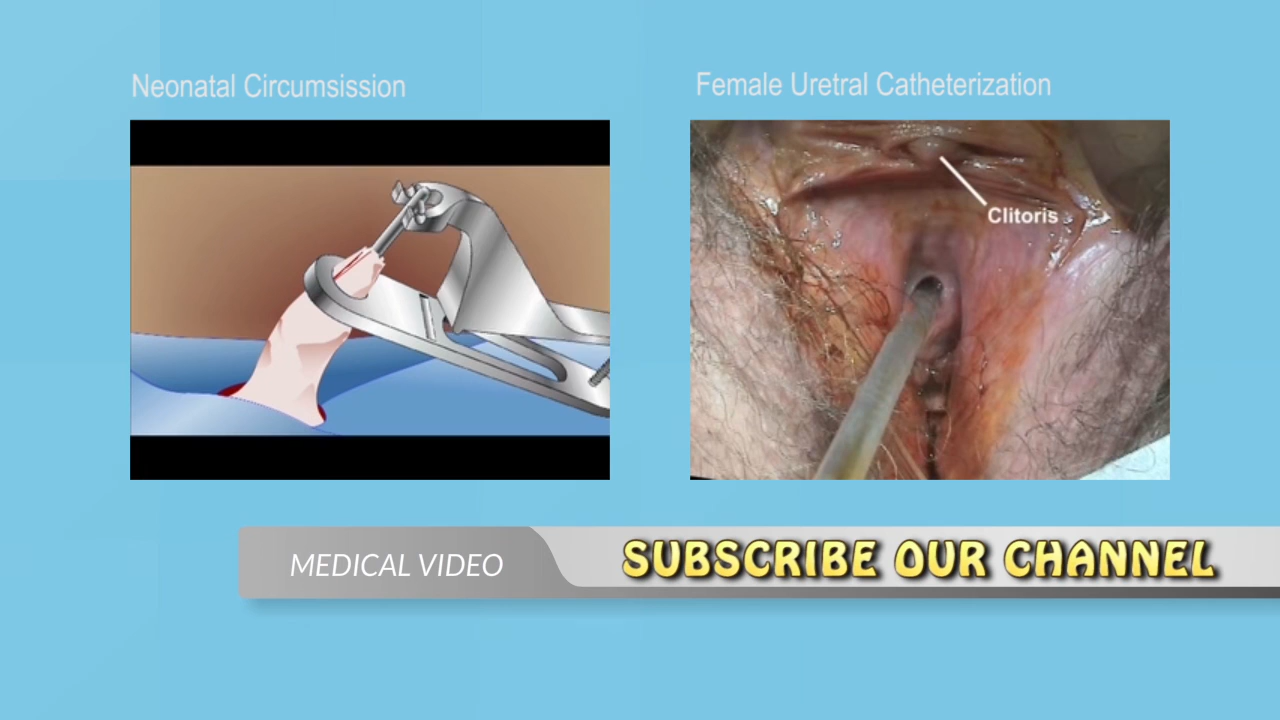 Neonatal Circumsission
Female Uretral Catheterization
Clitoris
MEDICAL VIDEO
SUBSCRIBE OUR CHANNEL